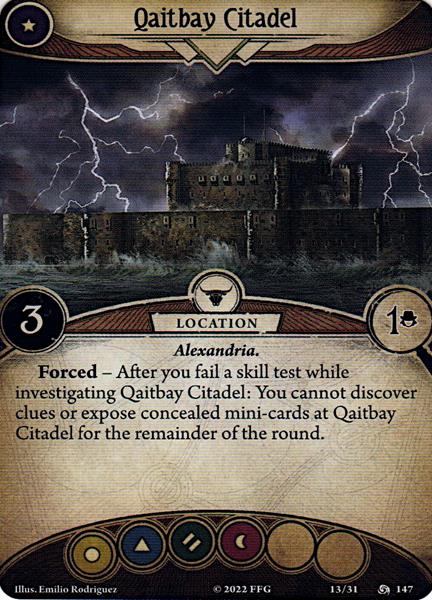 Qaitbay Citadel
3
LOCATION
1
Alexandria.
Forced – After you fail a skill test while
investigating Qaitbay Citadel: You cannot discover
clues or expose concealed mini-cards at Qaitbay
Citadel for the remainder of the round.
Illus. Emilio Rodriguez © 2022 FFG 13/31 147